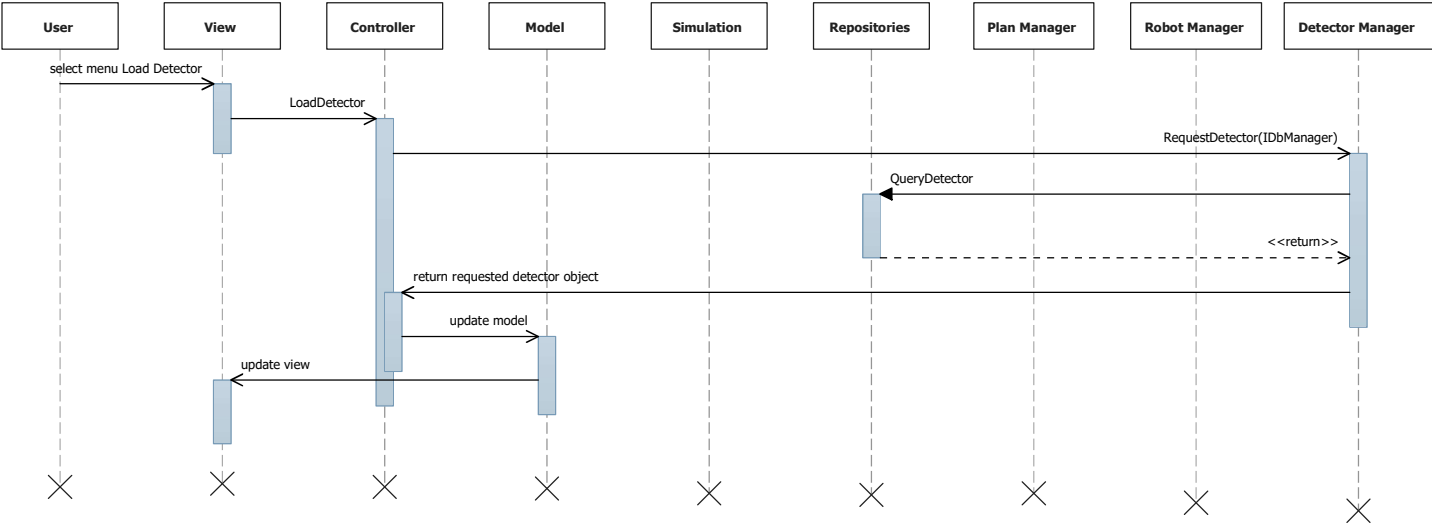 User
View
Controller
Model
Simulation
Repositories
Plan Manager
Robot Manager
Detector Manager
select menu Load Detector
LoadDetector
RequestDetector(IDbManager)
QueryDetector
<<return>>
return requested detector object
update model
update view